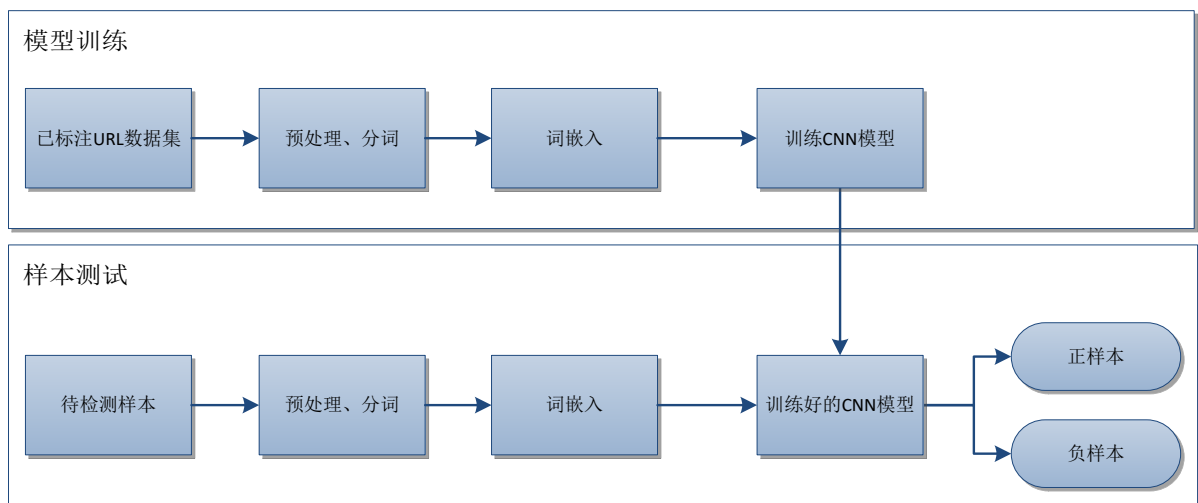 模型训练
已标注URL数据集
预处理、分词
词嵌入
训练CNN模型
样本测试
待检测样本
预处理、分词
词嵌入
训练好的CNN模型
正样本
负样本